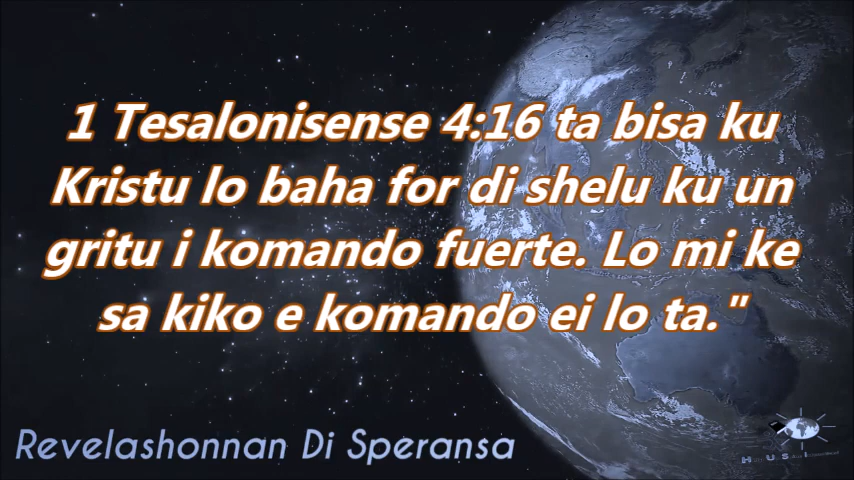 1 Tesalonisense 4:16 ta bisa ku
Kristu lo baha for di shelu ku un
gritu i komando fuerte. Lo mi ke
sa kiko e komando ei lo ta."
Revelashonnan Di Speransa